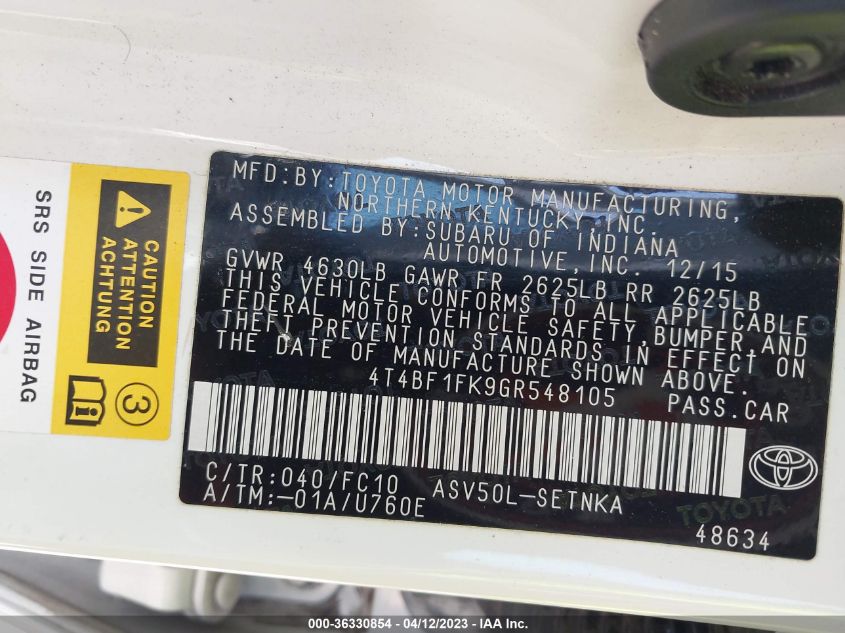 MFD:BY:TOYOTA MOTOR MANUFACTURING,
NORTHERN KENTUCKY,INC.
ASSEMBLED BY:SUBARU OF INDIANA
AUTOMOTIVE,INC. 12/15
GVWR 4630LB GAWR FR 2625LB RR 2625LB
THIS VEHICLE CONFORMS TO ALL APPLICABLE
FEDERAL MOTOR VEHICLE SAFETY,BUMPER AND
THEFT PREVENTION STANDARDS IN EFFECT ON
THE DATE OF MANUFACTURE SHOWN ABOVE.
4T4BF1FK9GR548105 PASS.CAR
C/TR:040/FC10 ASV50L-SETNKA
A/TM:-01A/U760E
TOYOTA
48634
SRS SIDE AIRBAG
CAUTION
ATTENTION
ACHTUNG
3
000-36330854 - 04/12/2023 - IAA Inc.